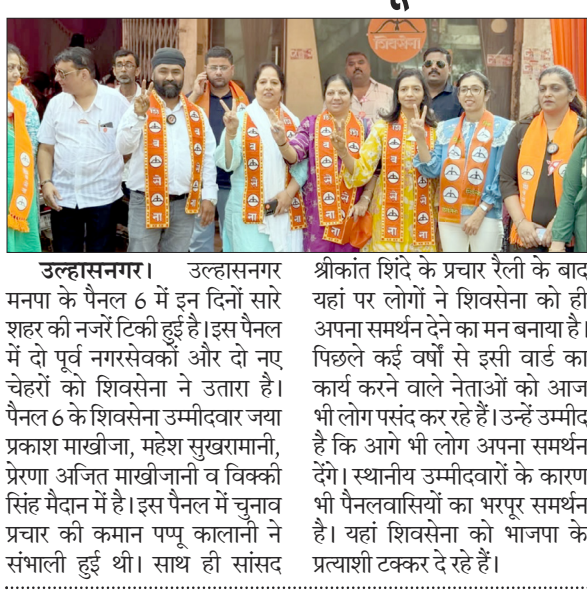 शिवसेना
उल्हासनगर। उल्हासनगर
मनपा के पैनल 6 में इन दिनों सारे
शहर की नजरें टिकी हुई है। इस पैनल
में दो पूर्व नगरसेवकों और दो नए
चेहरों को शिवसेना ने उतारा है।
पैनल 6 के शिवसेना उम्मीदवार जया
प्रकाश माखीजा, महेश सुखरामानी,
प्रेरणा अजित माखीजानी व विक्की
सिंह मैदान में है। इस पैनल में चुनाव
प्रचार की कमान पप्पू कालानी ने
संभाली हुई थी। साथ ही सांसद
श्रीकांत शिंदे के प्रचार रैली के बाद
यहां पर लोगों ने शिवसेना को ही
अपना समर्थन देने का मन बनाया है।
पिछले कई वर्षों से इसी वार्ड का
कार्य करने वाले नेताओं को आज
भी लोग पसंद कर रहे हैं। उन्हें उम्मीद
है कि आगे भी लोग अपना समर्थन
देंगे। स्थानीय उम्मीदवारों के कारण
भी पैनलवासियों का भरपूर समर्थन
है। यहां शिवसेना को भाजपा के
प्रत्याशी टक्कर दे रहे हैं।